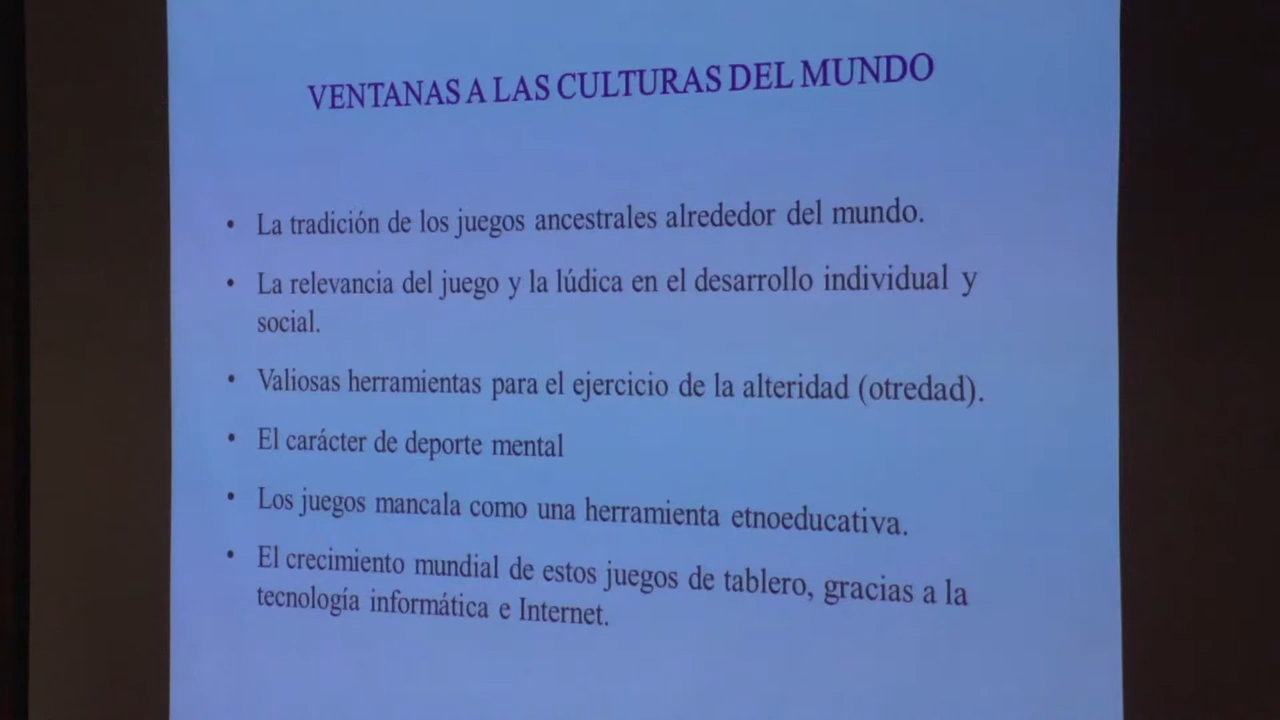 VENTANAS A LAS CULTURAS DEL MUNDO
• La tradición de los juegos ancestrales alrededor del mundo.
• La relevancia del juego y la lúdica en el desarrollo individual y
social.
• Valiosas herramientas para el ejercicio de la alteridad (otredad).
• El carácter de deporte mental
• Los juegos mancala como una herramienta etnoeducativa.
• El crecimiento mundial de estos juegos de tablero, gracias a la
tecnología informática e Internet.